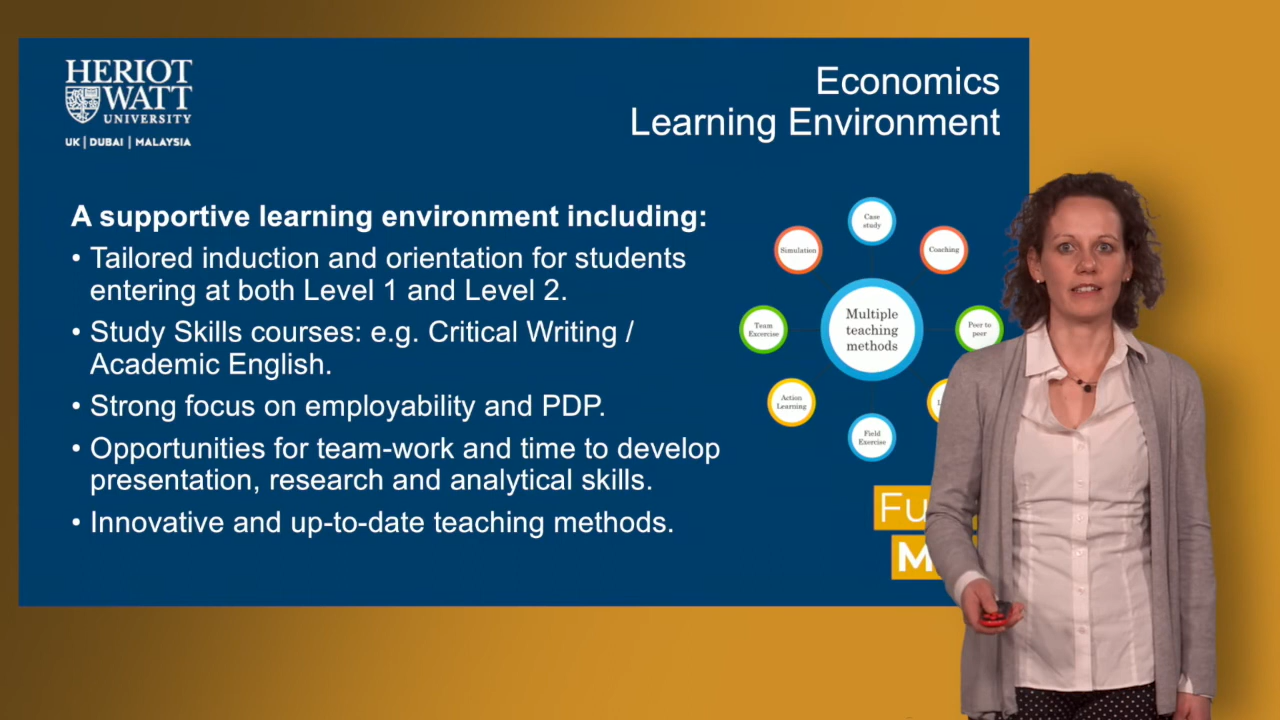 HERIOT
WATT
UNIVERSITY
UK | DUBAI | MALAYSIA
Economics
Learning Environment
A supportive learning environment including:
• Tailored induction and orientation for students
entering at both Level 1 and Level 2.
• Study Skills courses: e.g. Critical Writing /
Academic English.
• Strong focus on employability and PDP.
• Opportunities for team-work and time to develop
presentation, research and analytical skills.
• Innovative and up-to-date teaching methods.
Case
study
Simulation
Coaching
Multiple
teaching
methods
Team
Excercise
Peer to
peer
Action
Learning
Field
Exercise